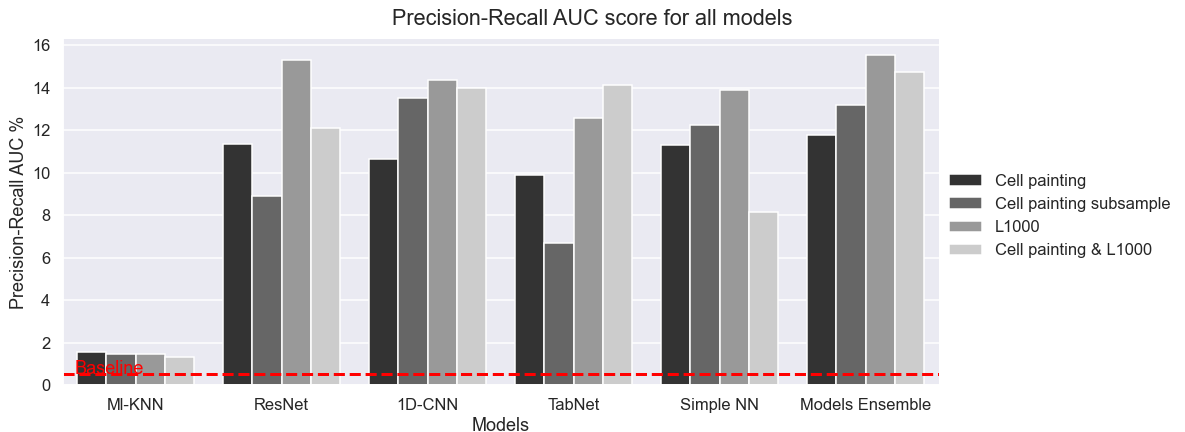 Precision-Recall AUC score for all models
Precision-Recall AUC %
16
14
12
10
8
6
4
2
0
Baseline
Ml-KNN
ResNet
1D-CNN
TabNet
Simple NN
Models Ensemble
Models
Cell painting
Cell painting subsample
L1000
Cell painting & L1000